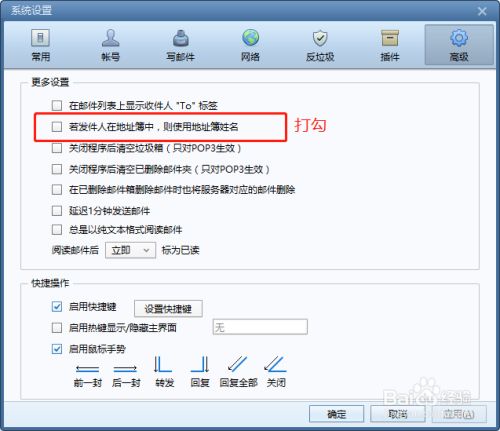 系统设置
常用 帐号 写邮件 网络 反垃圾 插件 高级
更多设置
在邮件列表上显示收件人 "To" 标签
若发件人在地址簿中，则使用地址簿姓名 打勾
关闭程序后清空垃圾箱（只对POP3生效）
关闭程序后清空已删除邮件夹（只对POP3生效）
在已删除邮件箱删除邮件时也将服务器对应的邮件删除
延迟1分钟发送邮件
总是以纯文本格式阅读邮件
阅读邮件后 立即 标为已读
快捷操作
启用快捷键 设置快捷键
启用热键显示/隐藏主界面 无
启用鼠标手势
前一封 后一封 转发 回复 回复全部 关闭
Baidu 经验
确定 取消 应用(A)